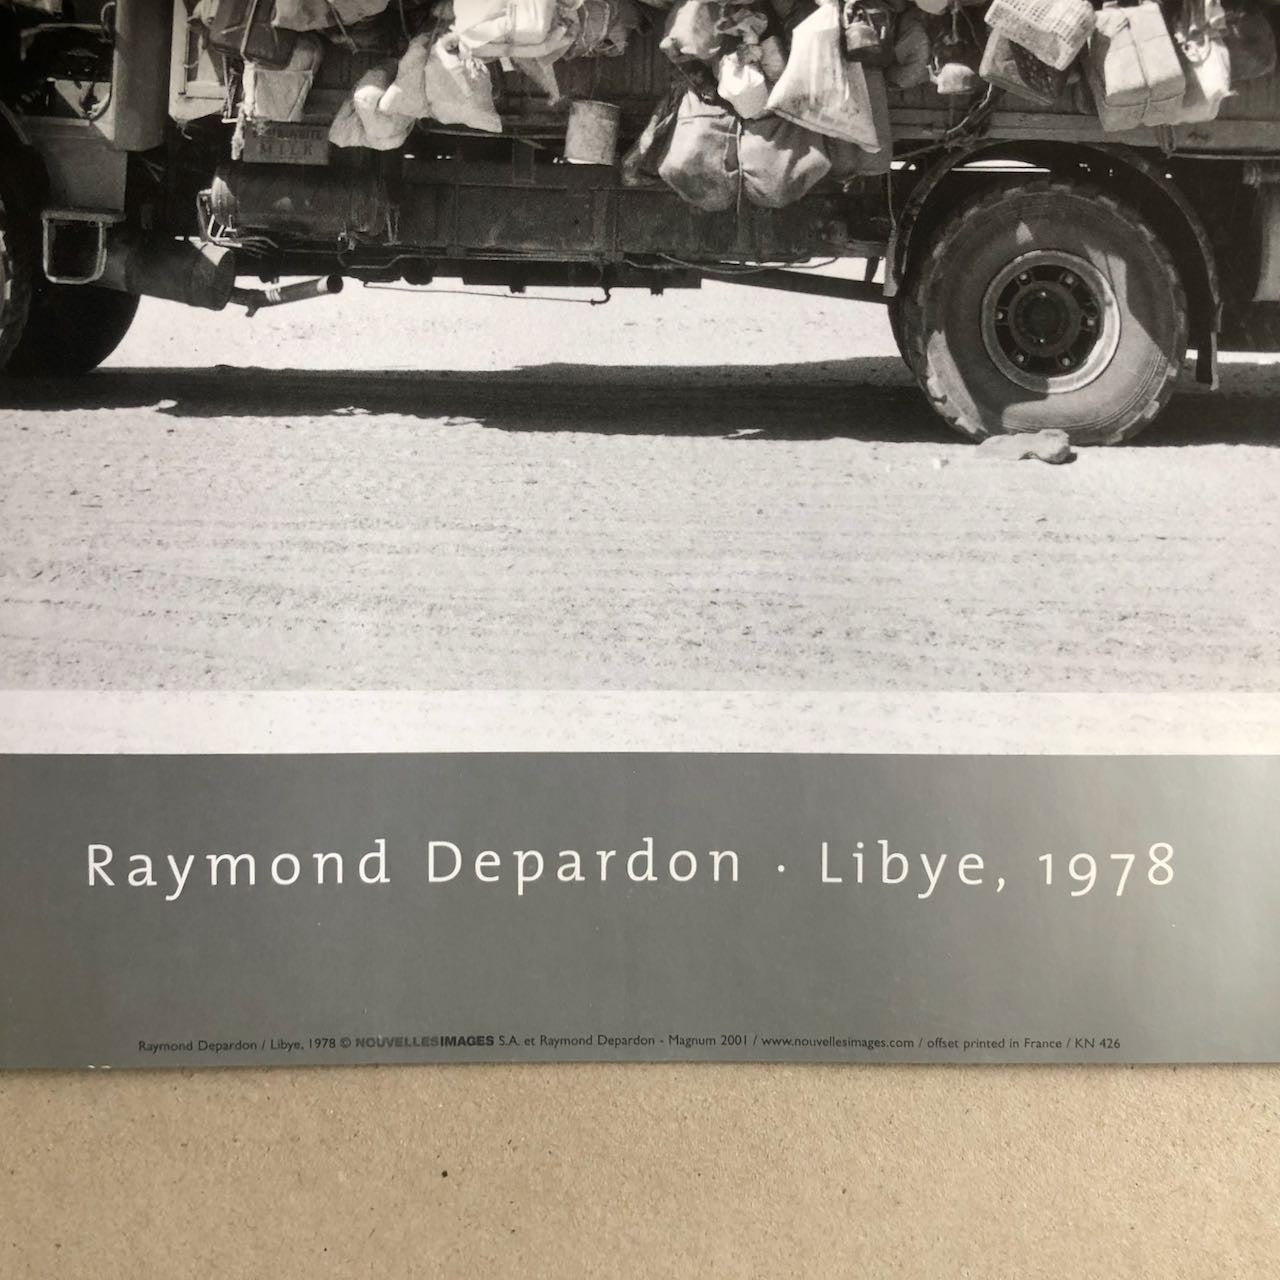 MILK
Raymond Depardon · Libye, 1978
Raymond Depardon / Libye, 1978 © NOUVELLESIMAGES S.A. et Raymond Depardon - Magnum 2001 / www.nouvellesimages.com / offset printed in France / KN 426